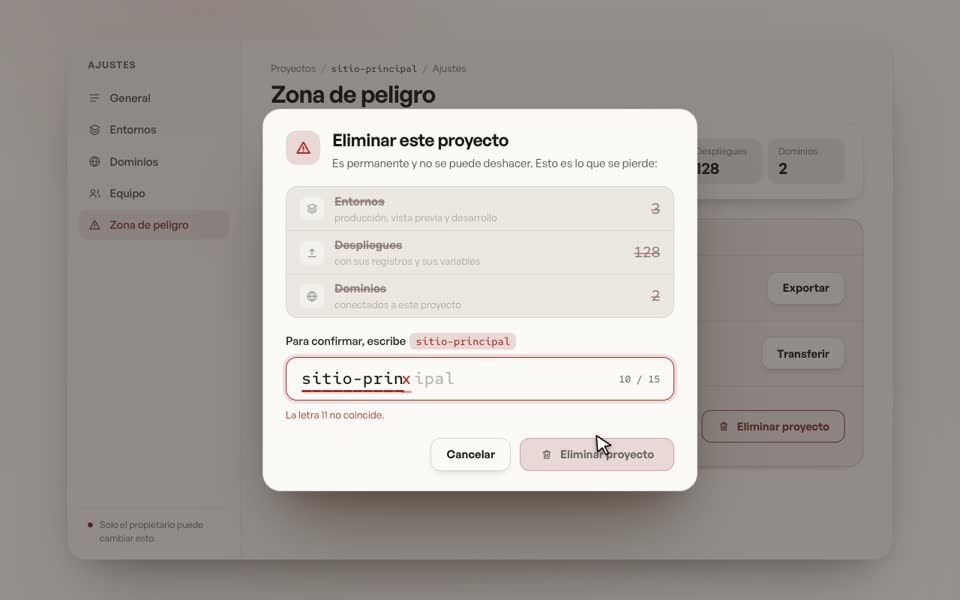 AJUSTES
General
Entornos
Dominios
Equipo
Zona de peligro
Solo el propietario puede
cambiar esto
Proyectos / sitio-principal / Ajustes
Zona de peligro
Despliegues
128
Dominios
2
Exportar
Transferir
Eliminar proyecto
Eliminar este proyecto
Es permanente y no se puede deshacer. Esto es lo que se pierde:
Entornos
producción, vista previa y desarrollo
3
Despliegues
con sus registros y sus variables
128
Dominios
conectados a este proyecto
2
Para confirmar, escribe sitio-principal
sitio-prinxipal
10 / 15
La letra 11 no coincide.
Cancelar
Eliminar proyecto